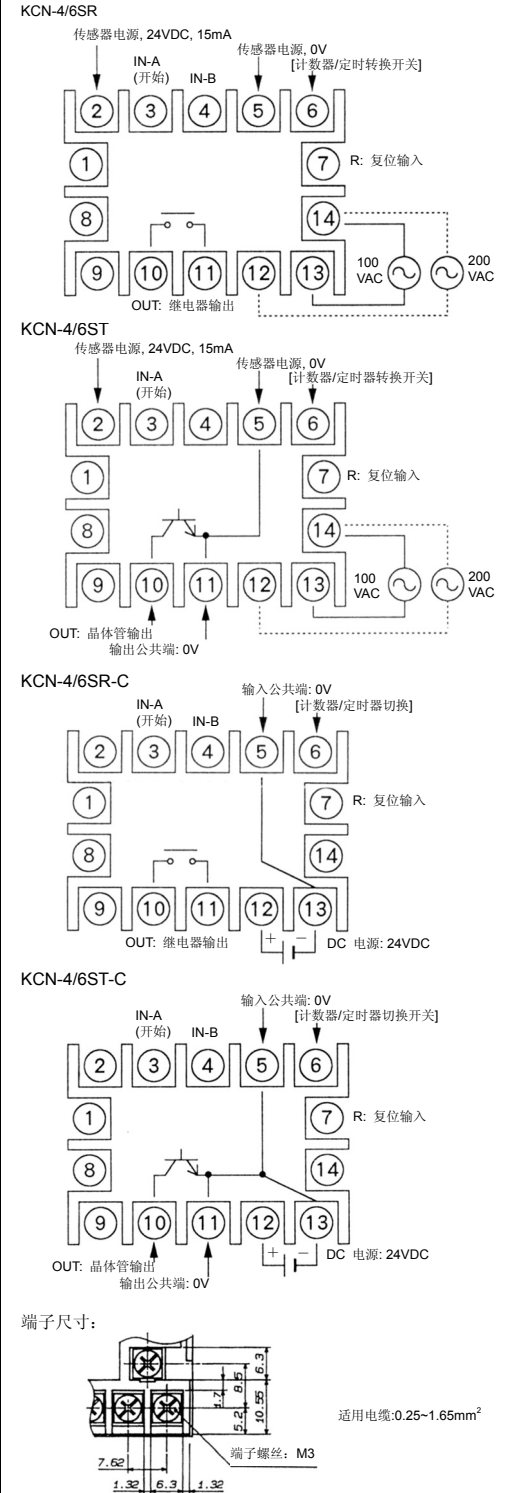 KCN-4/6SR
传感器电源, 24VDC, 15mA
传感器电源, 0V
IN-A
(开始)
IN-B
[计数器/定时转换开关]
2 3 4 5 6
1
7 R: 复位输入
8
14
100
VAC
200
VAC
9 10 11 12 13
OUT: 继电器输出
KCN-4/6ST
传感器电源, 24VDC, 15mA
传感器电源, 0V
IN-A
(开始)
[计数器/定时器转换开关]
2 3 4 5 6
1
7 R: 复位输入
8
14
100
VAC
200
VAC
9 10 11 12 13
OUT: 晶体管输出
输出公共端: 0V
KCN-4/6SR-C
输入公共端: 0V
IN-A
(开始)
IN-B
[计数器/定时器切换]
2 3 4 5 6
1
7 R: 复位输入
8
14
9 10 11 12 13
+ −
OUT: 继电器输出
DC 电源: 24VDC
KCN-4/6ST-C
输入公共端: 0V
IN-A
(开始)
IN-B
[计数器/定时器切换开关]
2 3 4 5 6
1
7 R: 复位输入
8
14
9 10 11 12 13
+ −
DC 电源: 24VDC
OUT: 晶体管输出
输出公共端: 0V
端子尺寸：
6.3
8.5
1.7
10.55
5.2
适用电缆:0.25~1.65mm²
端子螺丝：M3
7.62
1.32 6.3 1.32